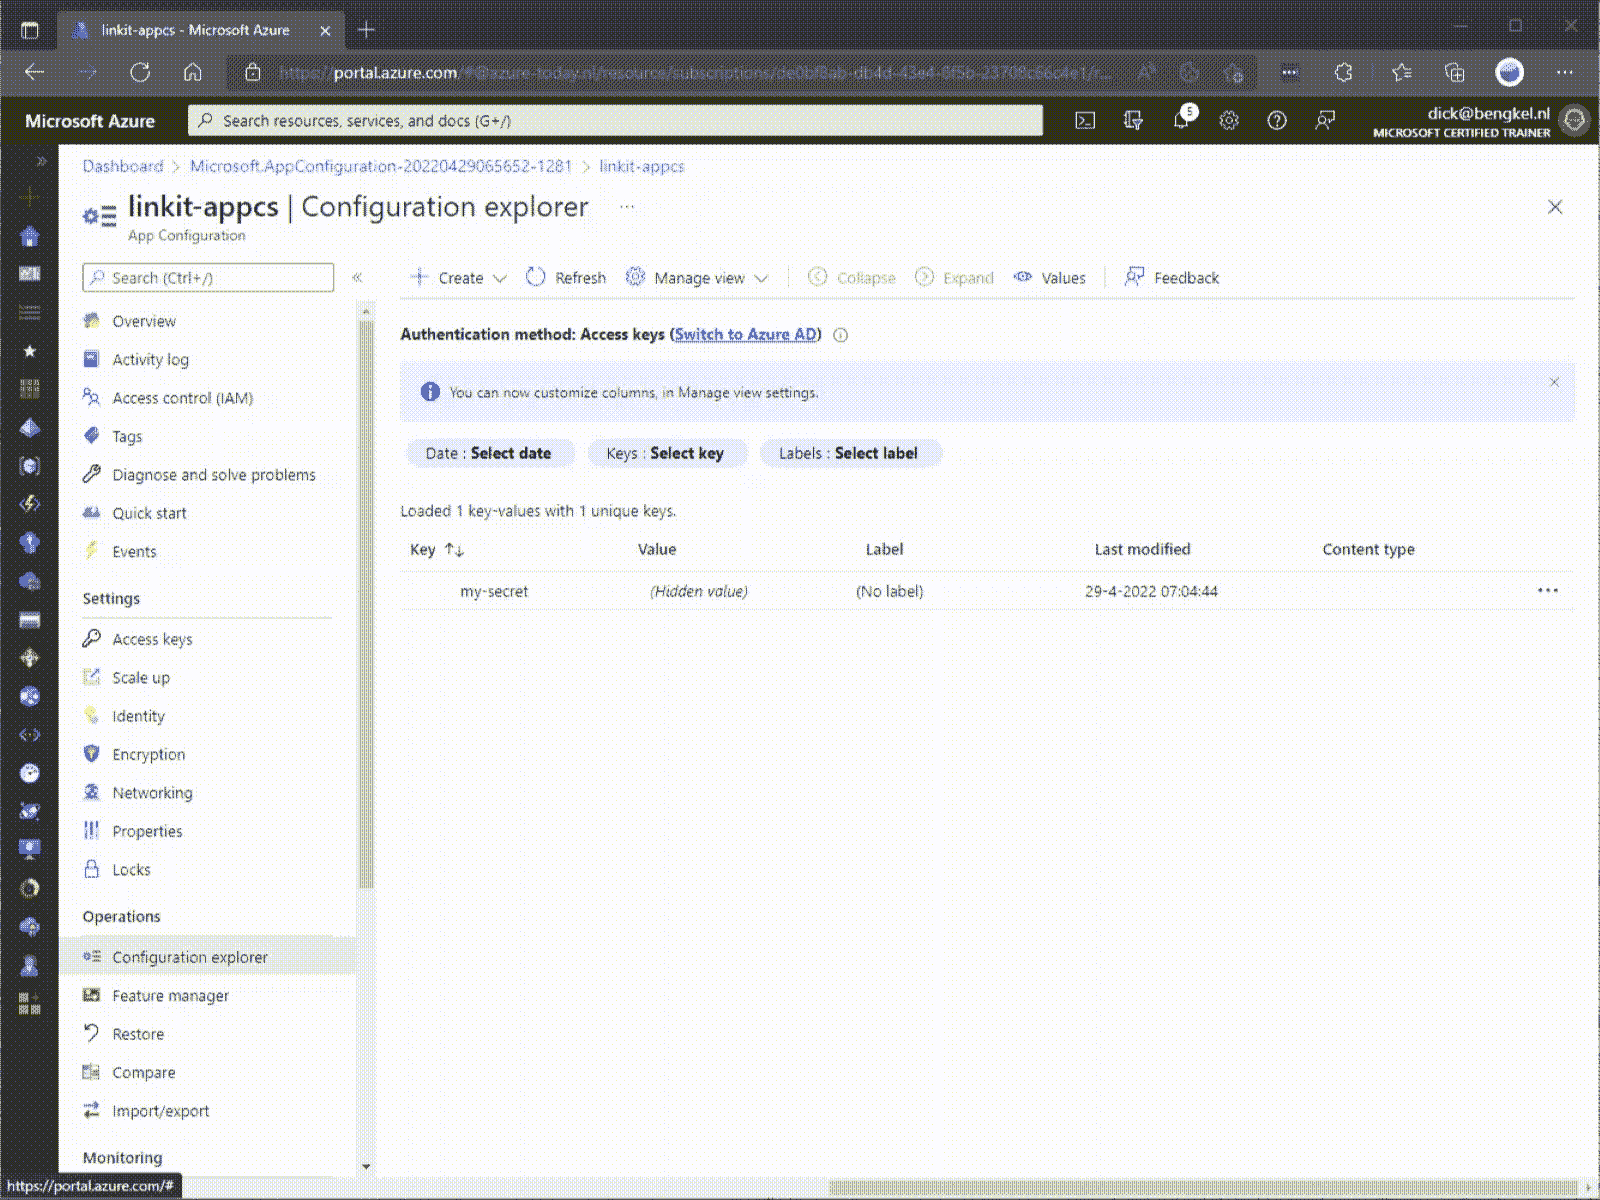 linkit-appcs - Microsoft Azure
https://portal.azure.com/#@azure-today.nl/resource/subscriptions/
Microsoft Azure
Search resources, services, and docs (G+/)
5
dick@bengkel.nl
MICROSOFT CERTIFIED TRAINER
Dashboard > Microsoft.AppConfiguration-20220429065652-1281 > linkit-appcs
linkit-appcs | Configuration explorer ...
App Configuration
Search (Ctrl+/)
Create
Refresh
Manage view
Collapse
Expand
Values
Feedback
Overview
Activity log
Access control (IAM)
Tags
Diagnose and solve problems
Quick start
Events
Settings
Access keys
Scale up
Identity
Encryption
Networking
Properties
Locks
Operations
Configuration explorer
Feature manager
Restore
Compare
Import/export
Monitoring
Authentication method: Access keys (Switch to Azure AD)
You can now customize columns, in Manage view settings.
Date : Select date
Keys : Select key
Labels : Select label
Loaded 1 key-values with 1 unique keys.
Key Value Label Last modified Content type
my-secret (Hidden value) (No label) 29-4-2022 07:04:44
https://portal.azure.com/#